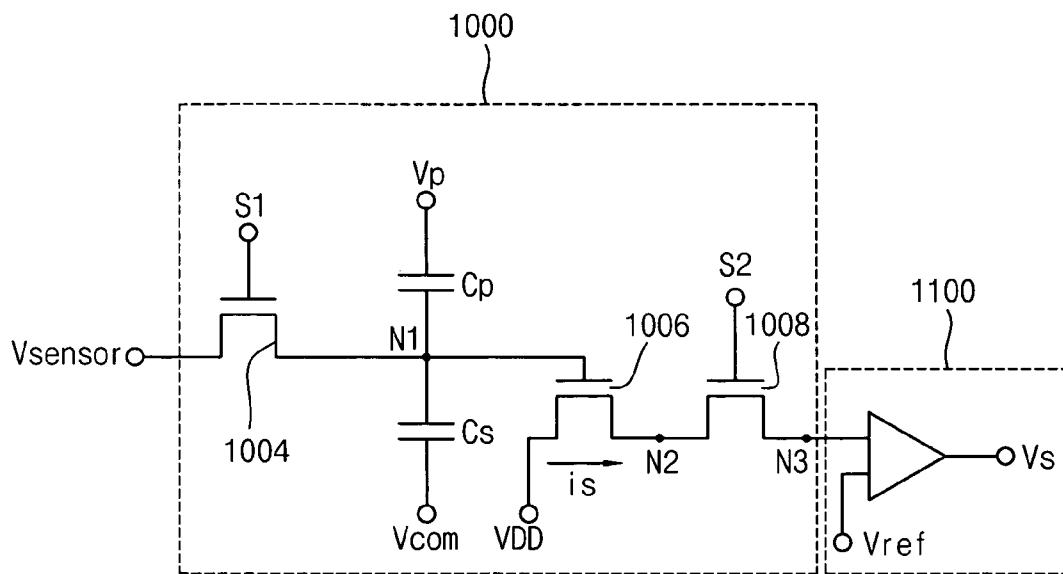 1000
Vp
S1
Cp
S2
1100
N1
1006
1008
Vsensor
1004
Cs
N2
N3
Vs
is
Vcom
VDD
Vref